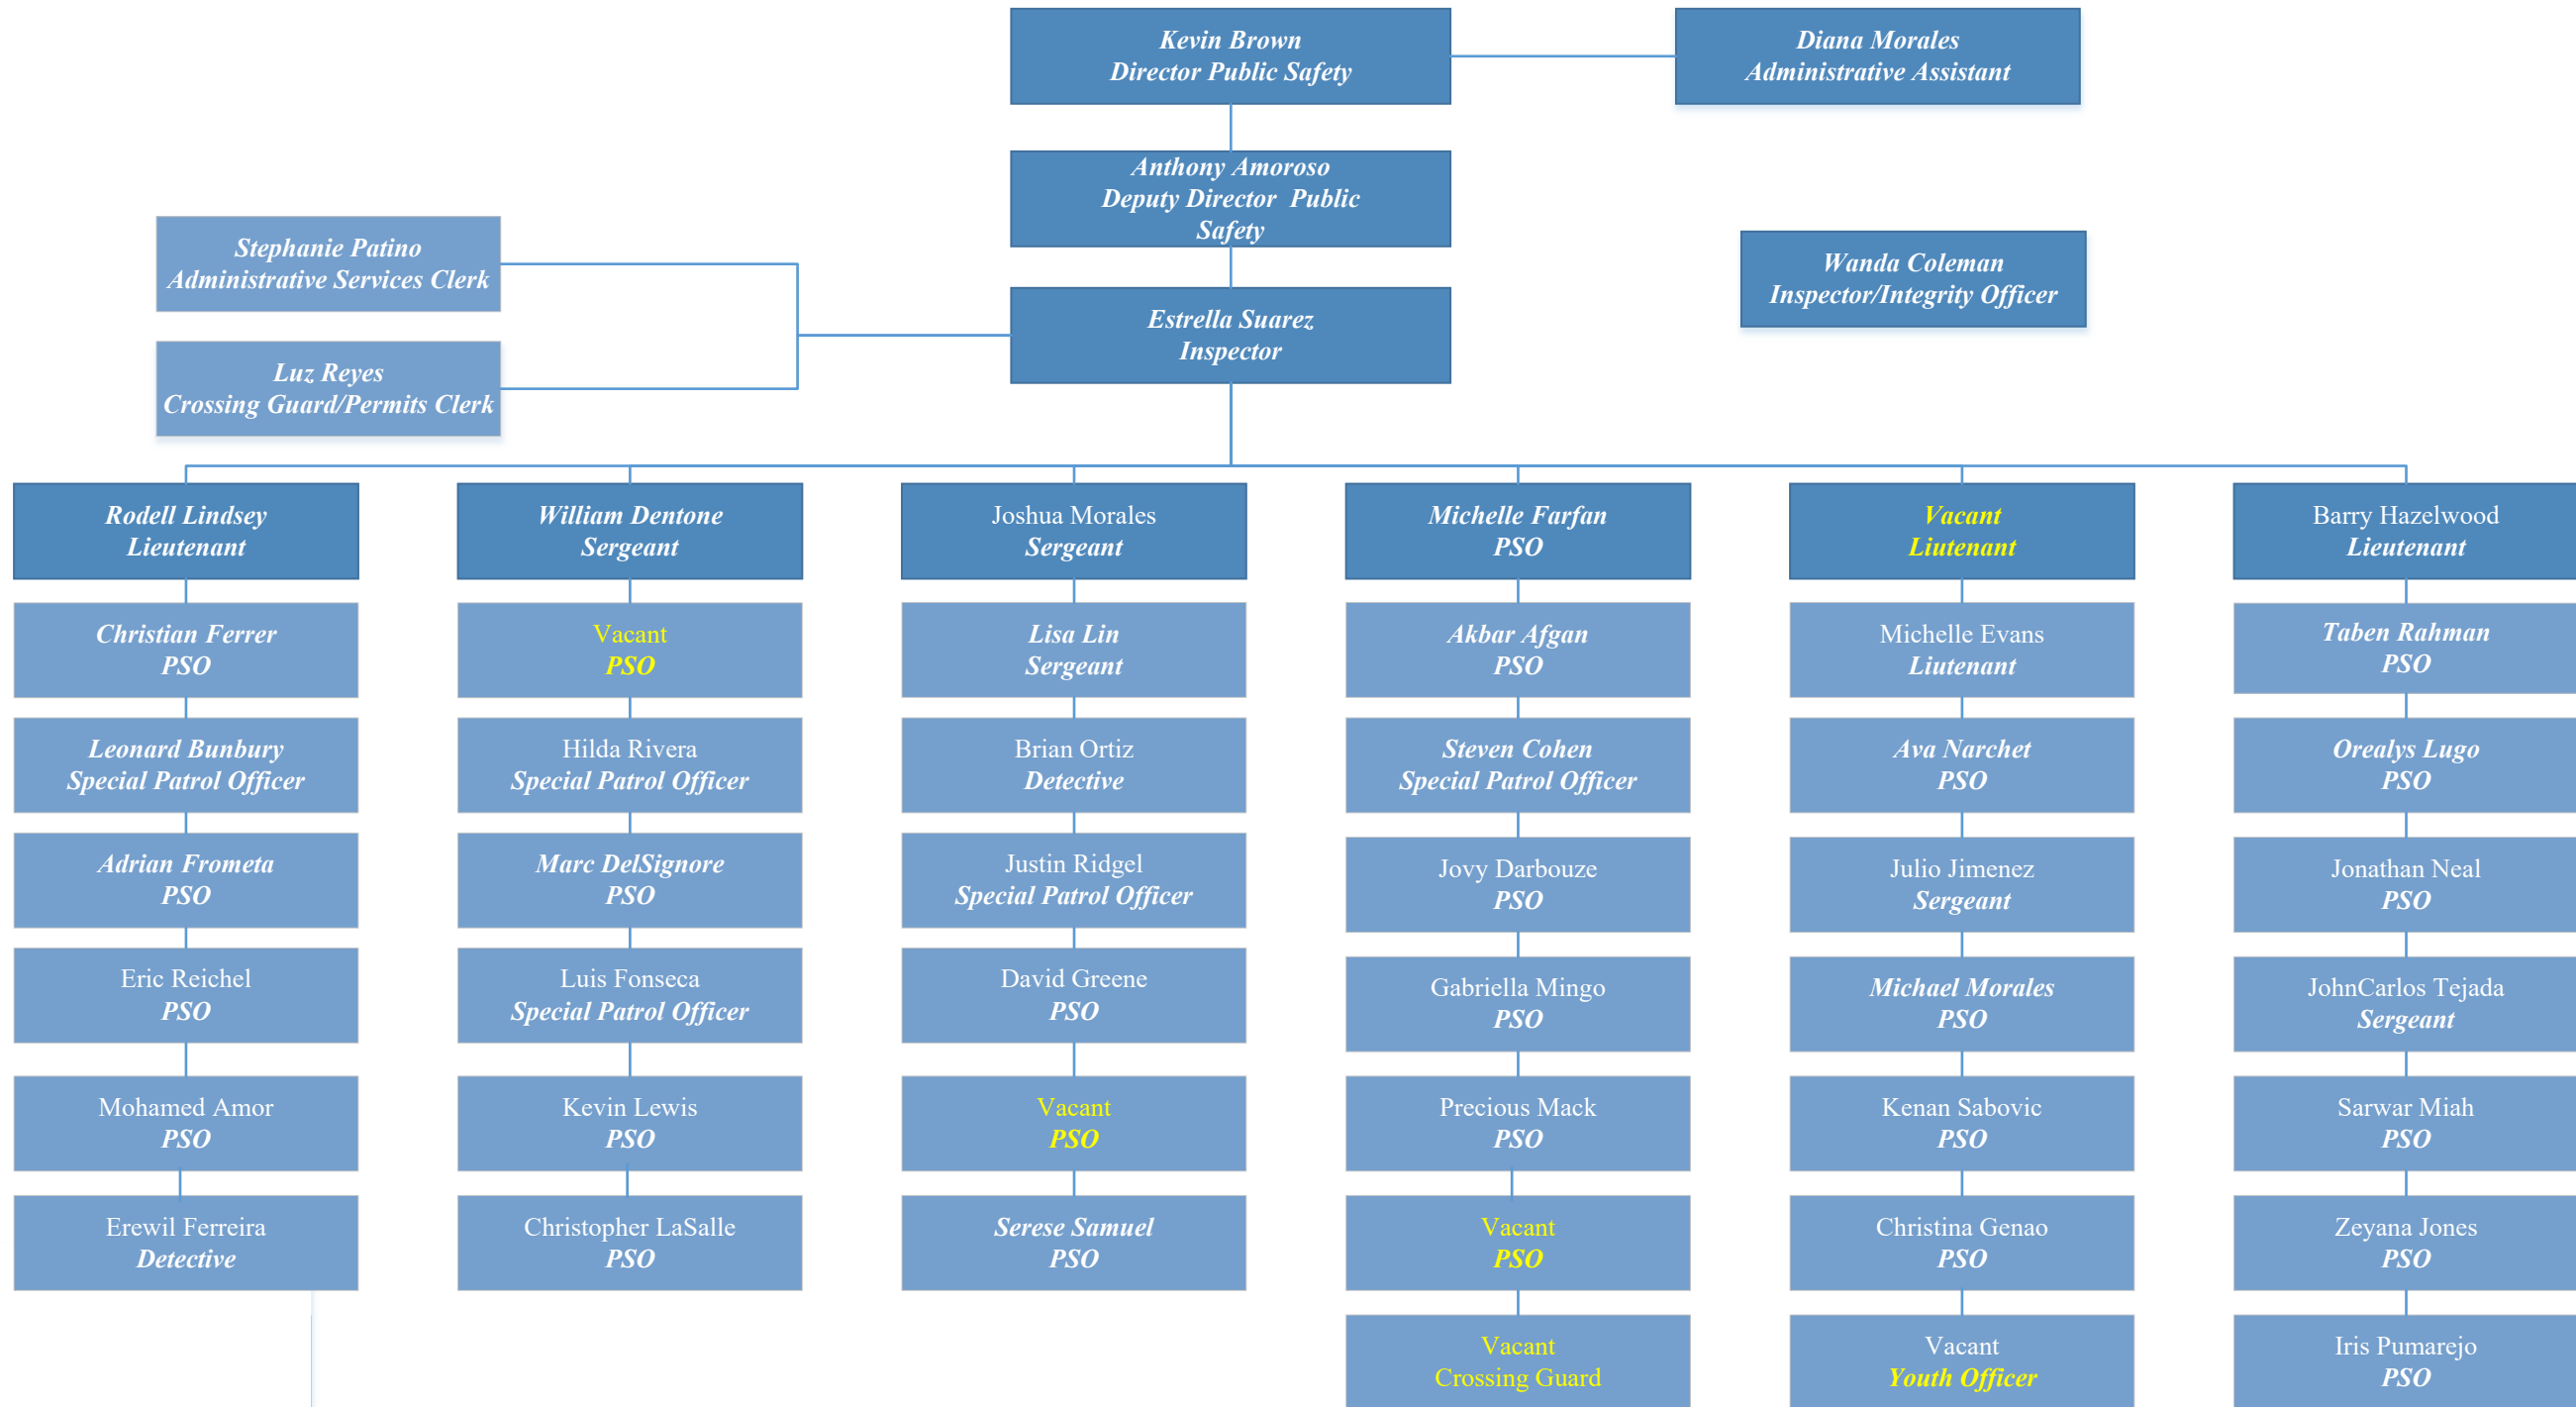 Kevin Brown
Director Public Safety
Diana Morales
Administrative Assistant
Anthony Amoroso
Deputy Director  Public
Safety
Stephanie Patino
Administrative Services Clerk
Wanda Coleman
Inspector/Integrity Officer
Estrella Suarez
Inspector
Luz Reyes
Crossing Guard/Permits Clerk
Rodell Lindsey
Lieutenant
Christian Ferrer
PSO
Leonard Bunbury
Special Patrol Officer
Adrian Frometa
PSO
Eric Reichel
PSO
Mohamed Amor
PSO
Erewil Ferreira
Detective
William Dentone
Sergeant
Vacant
PSO
Hilda Rivera
Special Patrol Officer
Marc DelSignore
PSO
Luis Fonseca
Special Patrol Officer
Kevin Lewis
PSO
Christopher LaSalle
PSO
Joshua Morales
Sergeant
Lisa Lin
Sergeant
Brian Ortiz
Detective
Justin Ridgel
Special Patrol Officer
David Greene
PSO
Vacant
PSO
Serese Samuel
PSO
Michelle Farfan
PSO
Akbar Afgan
PSO
Steven Cohen
Special Patrol Officer
Jovy Darbouze
PSO
Gabriella Mingo
PSO
Precious Mack
PSO
Vacant
PSO
Vacant
Crossing Guard
Vacant
Liutenant
Michelle Evans
Liutenant
Ava Narchet
PSO
Julio Jimenez
Sergeant
Michael Morales
PSO
Kenan Sabovic
PSO
Christina Genao
PSO
Vacant
Youth Officer
Barry Hazelwood
Lieutenant
Taben Rahman
PSO
Orealys Lugo
PSO
Jonathan Neal
PSO
JohnCarlos Tejada
Sergeant
Sarwar Miah
PSO
Zeyana Jones
PSO
Iris Pumarejo
PSO